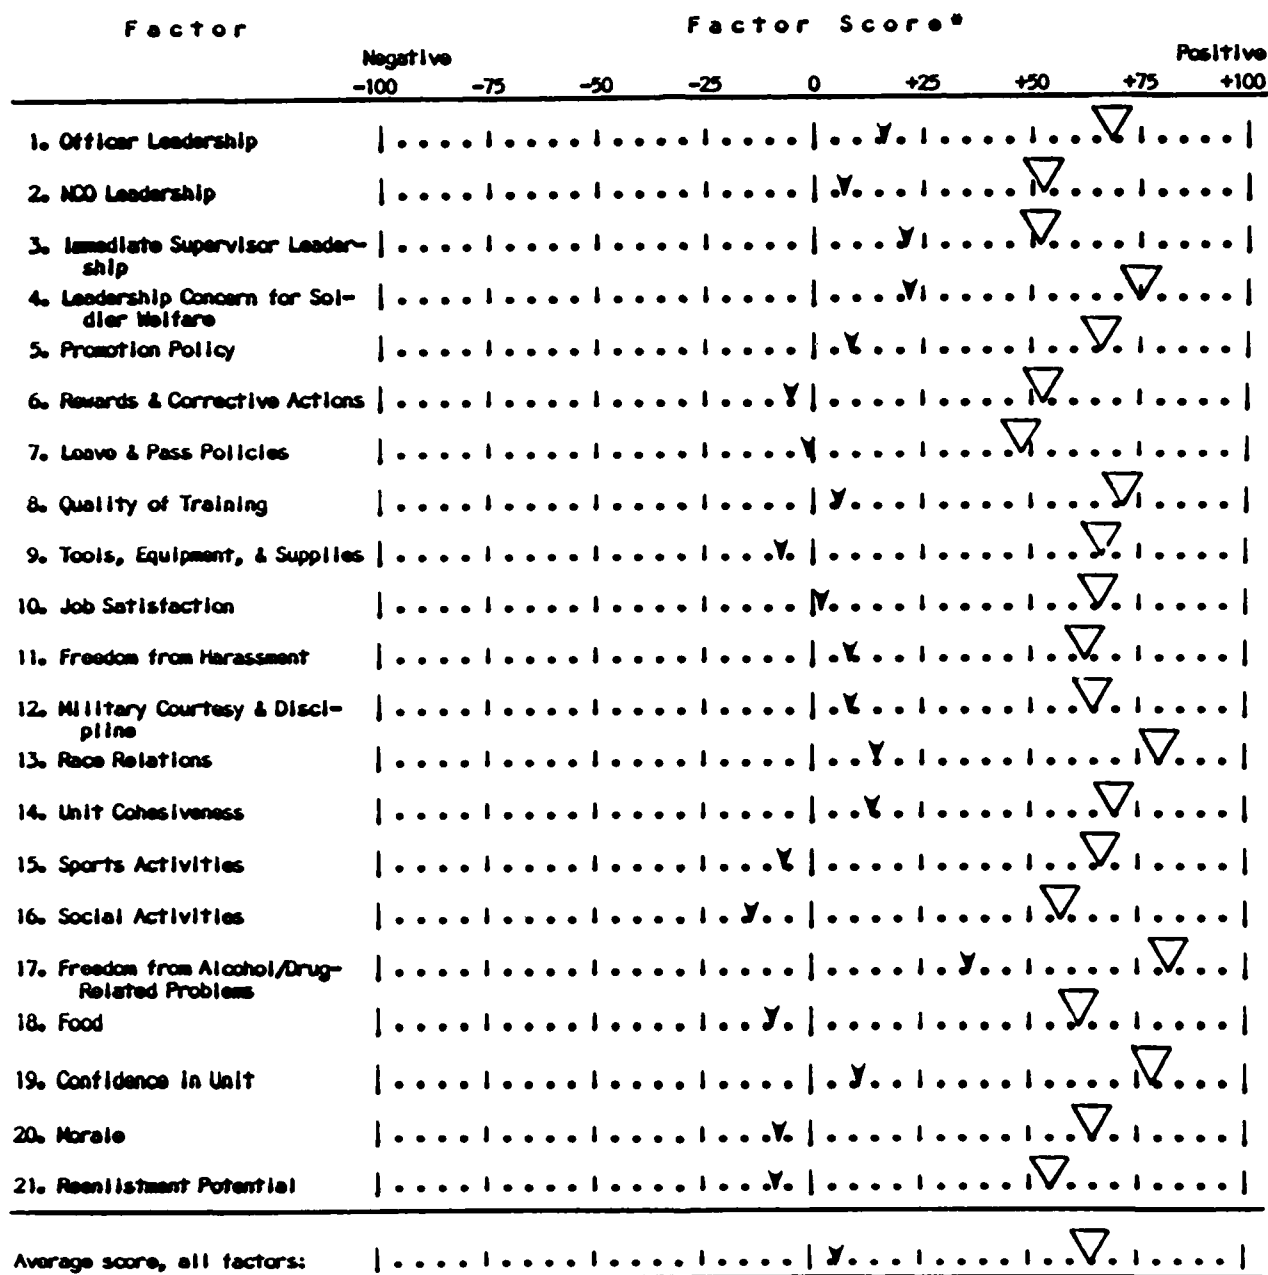 Factor Factor Score*
Negative Positive
-100 -75 -50 -25 0 +25 +50 +75 +100
1. Officer Leadership
2. NCO Leadership
3. Immediate Supervisor Leader-
ship
4. Leadership Concern for Sol-
dier Welfare
5. Promotion Policy
6. Rewards & Corrective Actions
7. Leave & Pass Policies
8. Quality of Training
9. Tools, Equipment, & Supplies
10. Job Satisfaction
11. Freedom from Harassment
12. Military Courtesy & Disci-
pline
13. Race Relations
14. Unit Cohesiveness
15. Sports Activities
16. Social Activities
17. Freedom from Alcohol/Drug-
Related Problems
18. Food
19. Confidence in Unit
20. Morale
21. Reenlistment Potential
Average score, all factors: